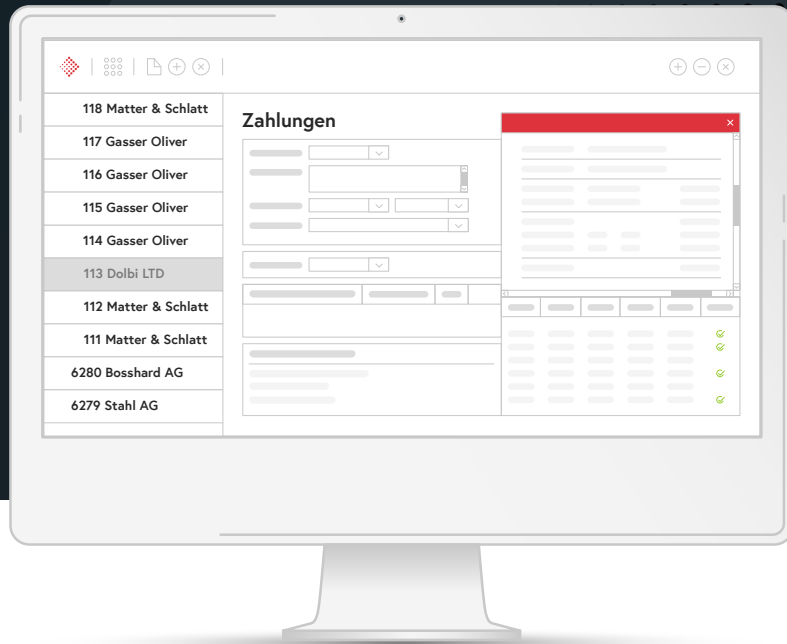 118 Matter & Schlatt
117 Gasser Oliver
116 Gasser Oliver
115 Gasser Oliver
114 Gasser Oliver
113 Dolbi LTD
112 Matter & Schlatt
111 Matter & Schlatt
6280 Bosshard AG
6279 Stahl AG
Zahlungen